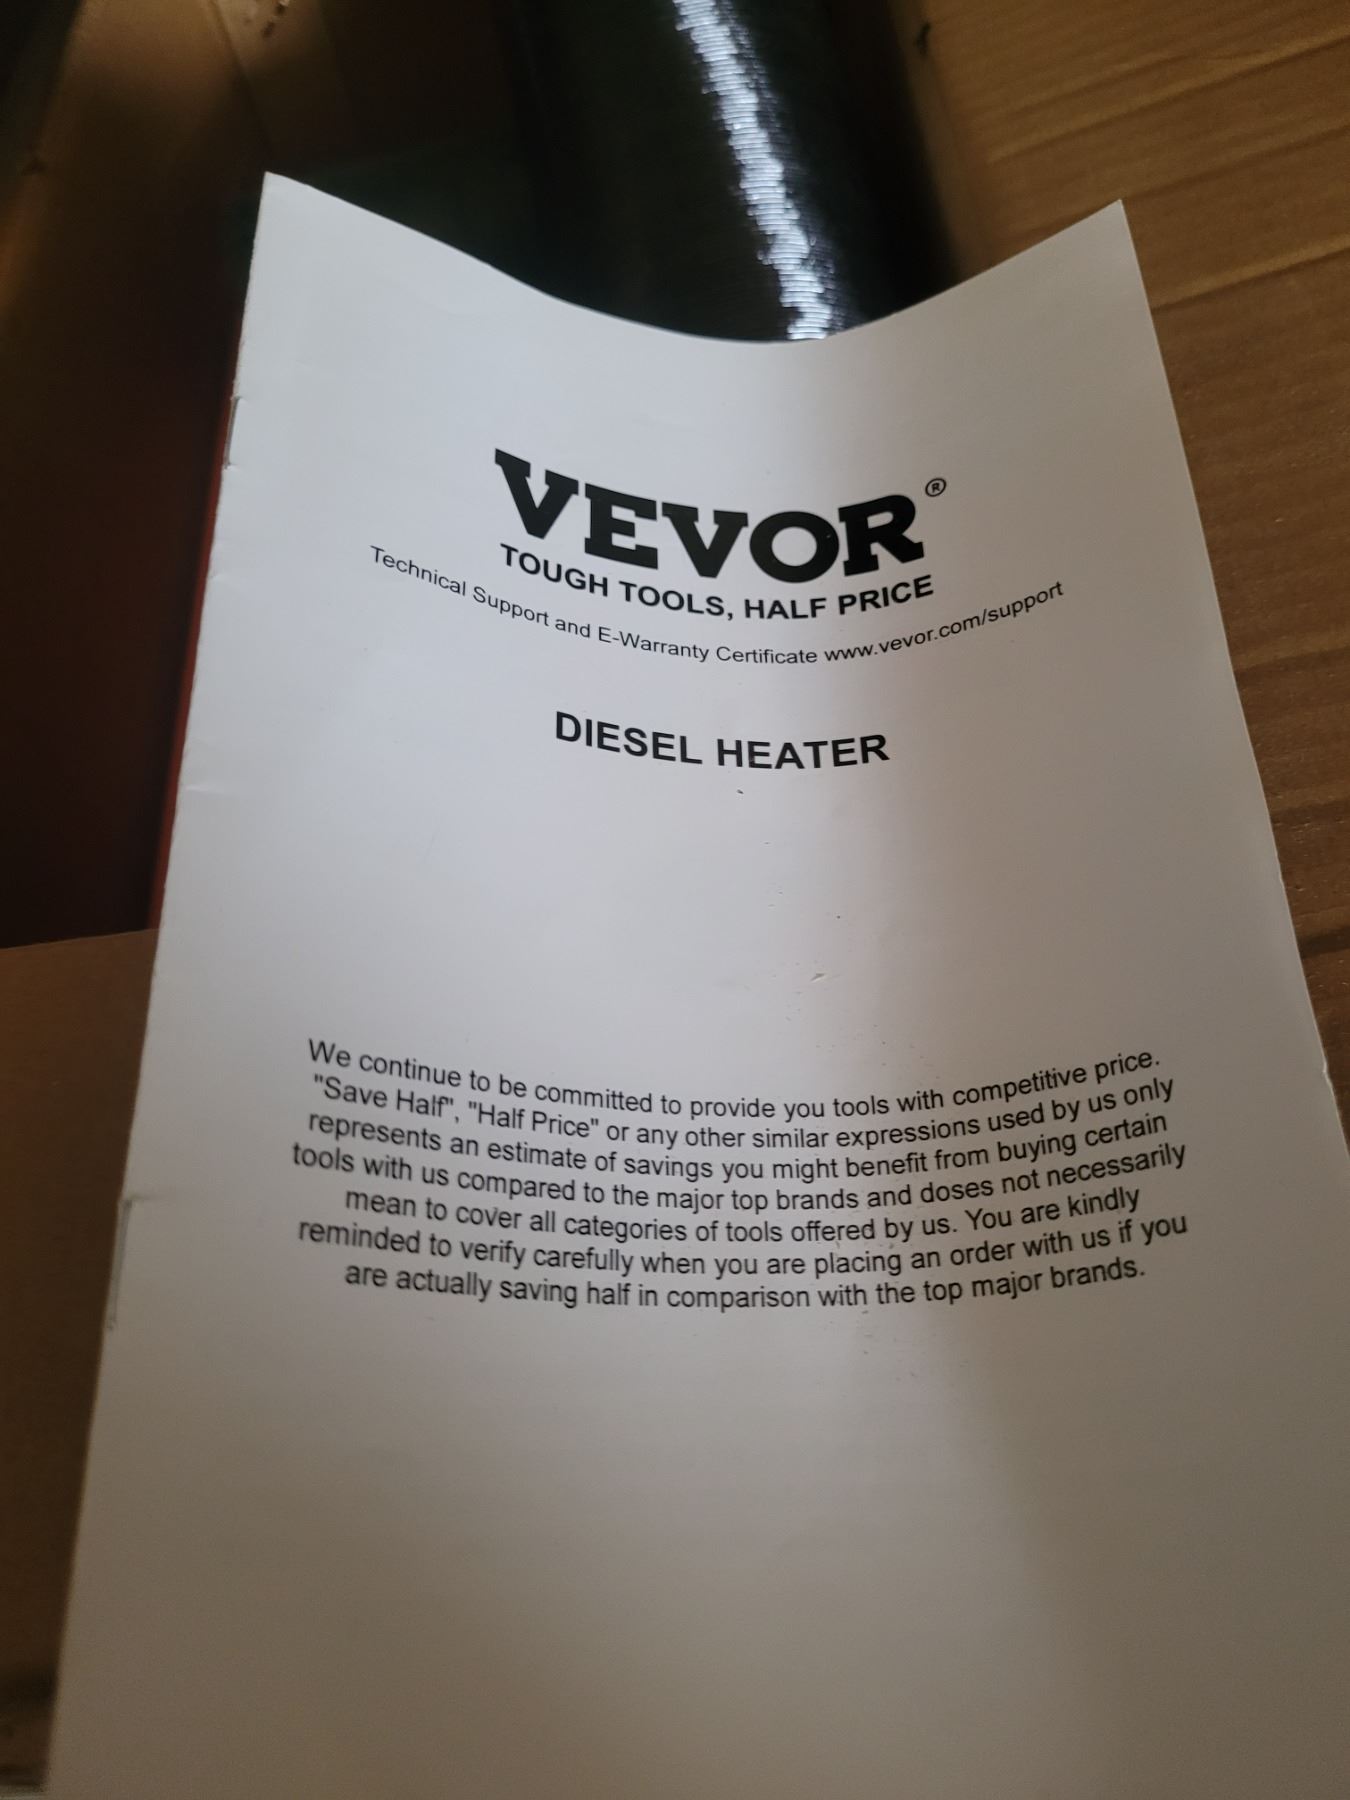 VEVOR®
TOUGH TOOLS, HALF PRICE
Technical Support and E-Warranty Certificate www.vevor.com/support
DIESEL HEATER
We continue to be committed to provide you tools with competitive price.
"Save Half", "Half Price" or any other similar expressions used by us only
represents an estimate of savings you might benefit from buying certain
tools with us compared to the major top brands and doses not necessarily
mean to cover all categories of tools offered by us. You are kindly
reminded to verify carefully when you are placing an order with us if you
are actually saving half in comparison with the top major brands.